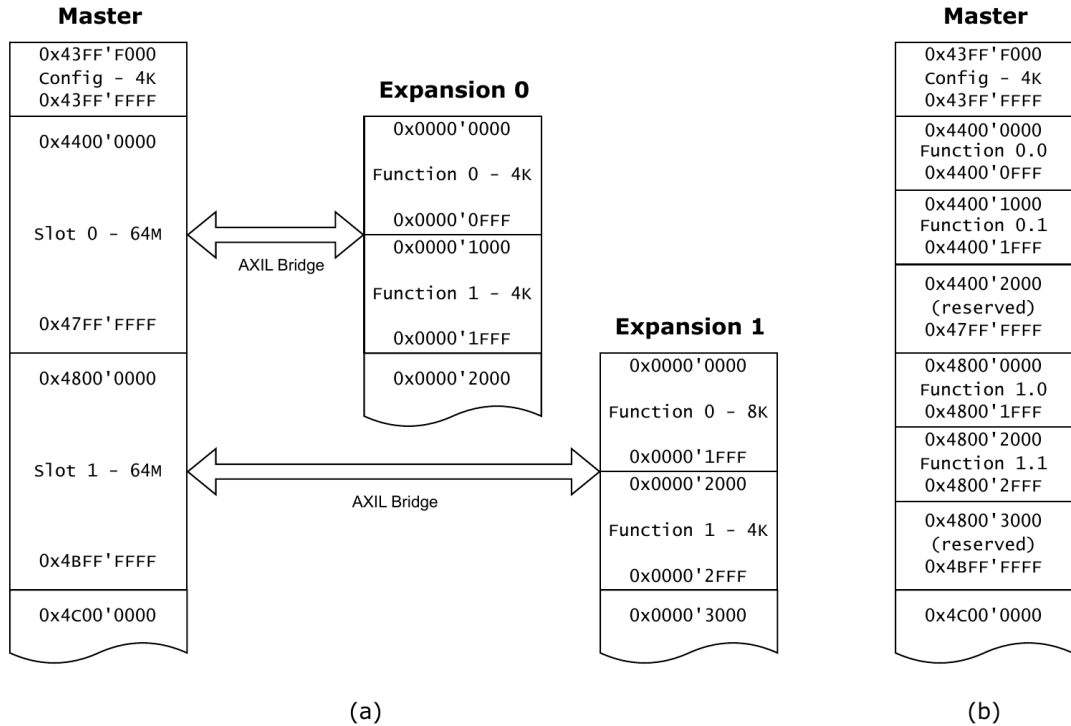 Master
0x43FF'F000
Config - 4K
0x43FF'FFFF
0x4400'0000
Slot 0 - 64M
0x47FF'FFFF
0x4800'0000
Slot 1 - 64M
0x4BFF'FFFF
0x4C00'0000
AXIL Bridge
Expansion 0
0x0000'0000
Function 0 - 4K
0x0000'0FFF
0x0000'1000
Function 1 - 4K
0x0000'1FFF
0x0000'2000
AXIL Bridge
Expansion 1
0x0000'0000
Function 0 - 8K
0x0000'1FFF
0x0000'2000
Function 1 - 4K
0x0000'2FFF
0x0000'3000
(a)
Master
0x43FF'F000
Config - 4K
0x43FF'FFFF
0x4400'0000
Function 0.0
0x4400'0FFF
0x4400'1000
Function 0.1
0x4400'1FFF
0x4400'2000
(reserved)
0x47FF'FFFF
0x4800'0000
Function 1.0
0x4800'1FFF
0x4800'2000
Function 1.1
0x4800'2FFF
0x4800'3000
(reserved)
0x4BFF'FFFF
0x4C00'0000
(b)